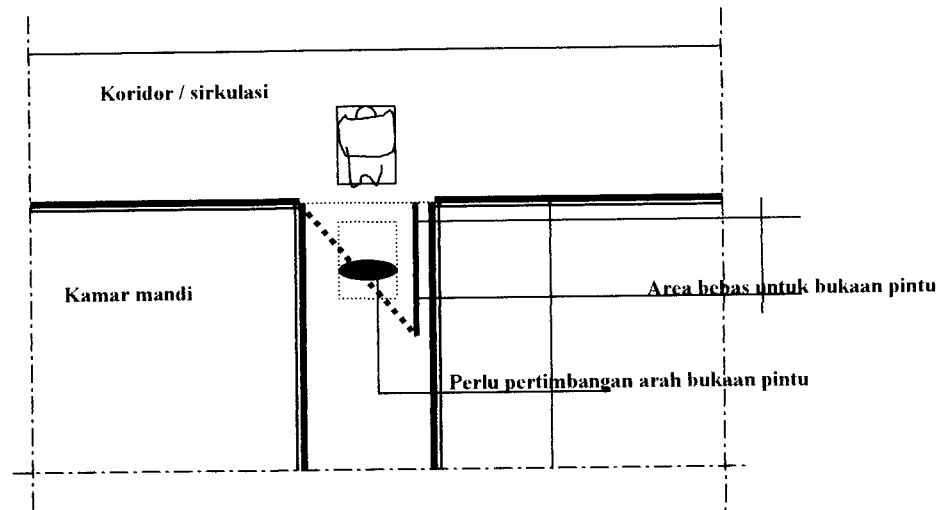 Koridor / sirkulasi
Kamar mandi
Area bebas untuk bukaan pintu
Perlu pertimbangan arah bukaan pintu